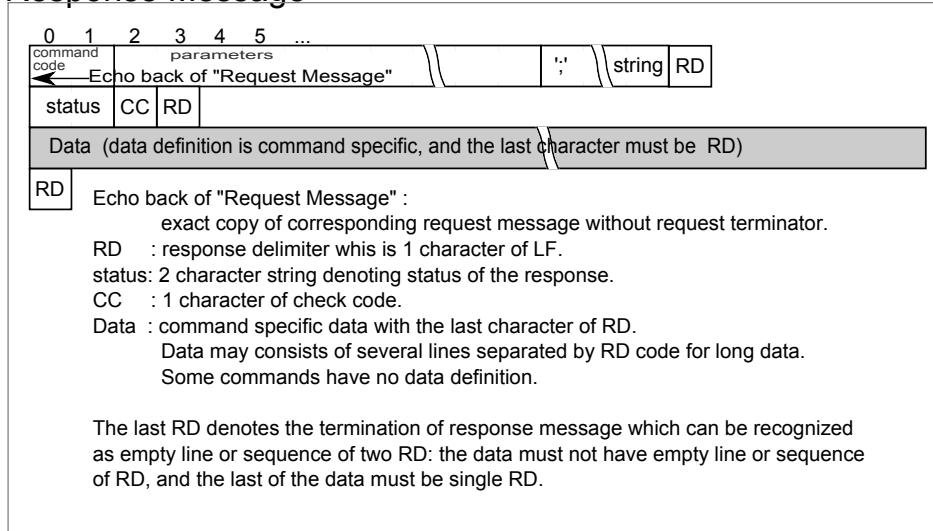 Response Message
0 1 2 3 4 5 ...
command code parameters
Echo back of "Request Message" ';' string RD
status CC RD
Data (data definition is command specific, and the last character must be RD)
RD
Echo back of "Request Message" :
exact copy of corresponding request message without request terminator.
RD : response delimiter whis is 1 character of LF.
status: 2 character string denoting status of the response.
CC : 1 character of check code.
Data : command specific data with the last character of RD.
Data may consists of several lines separated by RD code for long data.
Some commands have no data definition.
The last RD denotes the termination of response message which can be recognized
as empty line or sequence of two RD: the data must not have empty line or sequence
of RD, and the last of the data must be single RD.